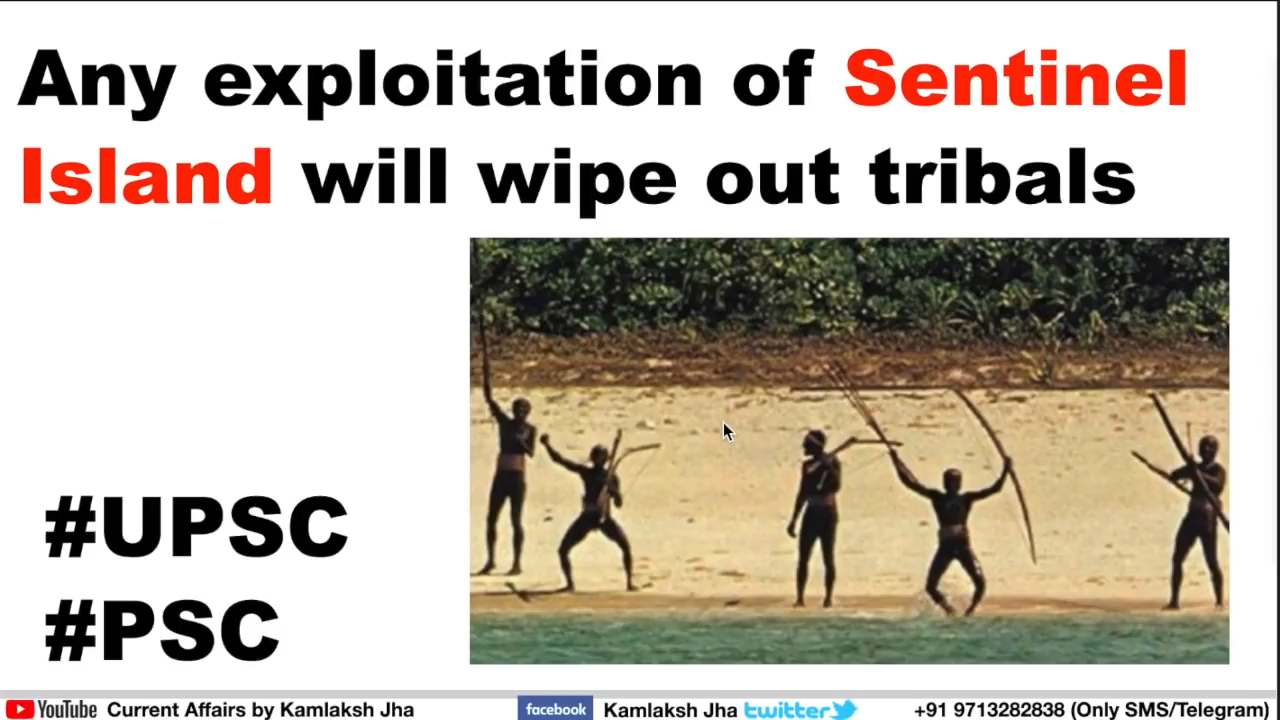 Any exploitation of Sentinel
Island will wipe out tribals
#UPSC
#PSC
YouTube Current Affairs by Kamlaksh Jha facebook Kamlaksh Jha twitter +91 9713282838 (Only SMS/Telegram)